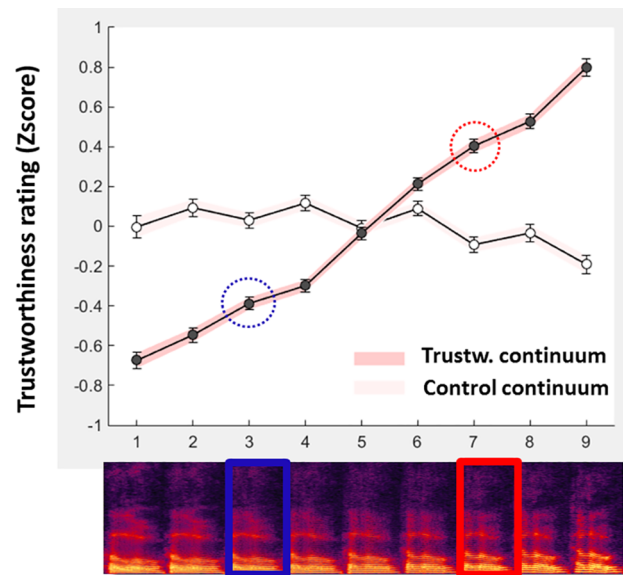 Trustworthiness rating (Zscore)
1
0.8
0.6
0.4
0.2
0
-0.2
-0.4
-0.6
-0.8
-1
Trustw. continuum
Control continuum
1 2 3 4 5 6 7 8 9